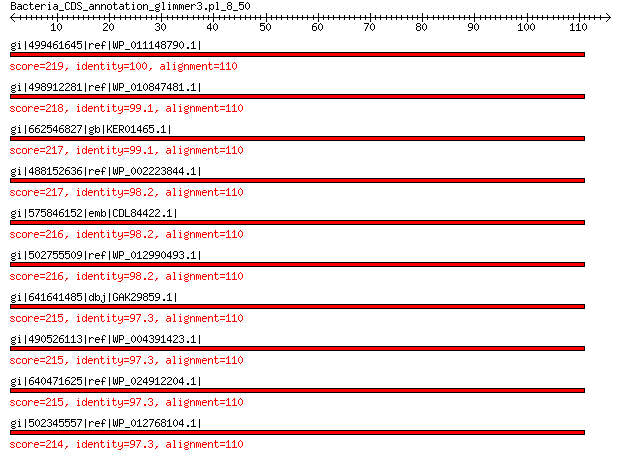 Bacteria_CDS_annotation_glimmer3.pl_8_50
10 20 30 40 50 60 70 80 90 100 110
gi|499461645|ref|WP_011148790.1|
score=219, identity=100, alignment=110
gi|498912281|ref|WP_010847481.1|
score=218, identity=99.1, alignment=110
gi|662546827|gb|KER01465.1|
score=217, identity=99.1, alignment=110
gi|488152636|ref|WP_002223844.1|
score=217, identity=98.2, alignment=110
gi|575846152|emb|CDL84422.1|
score=216, identity=98.2, alignment=110
gi|502755509|ref|WP_012990493.1|
score=216, identity=98.2, alignment=110
gi|641641485|dbj|GAK29859.1|
score=215, identity=97.3, alignment=110
gi|490526113|ref|WP_004391423.1|
score=215, identity=97.3, alignment=110
gi|640471625|ref|WP_024912204.1|
score=215, identity=97.3, alignment=110
gi|502345557|ref|WP_012768104.1|
score=214, identity=97.3, alignment=110